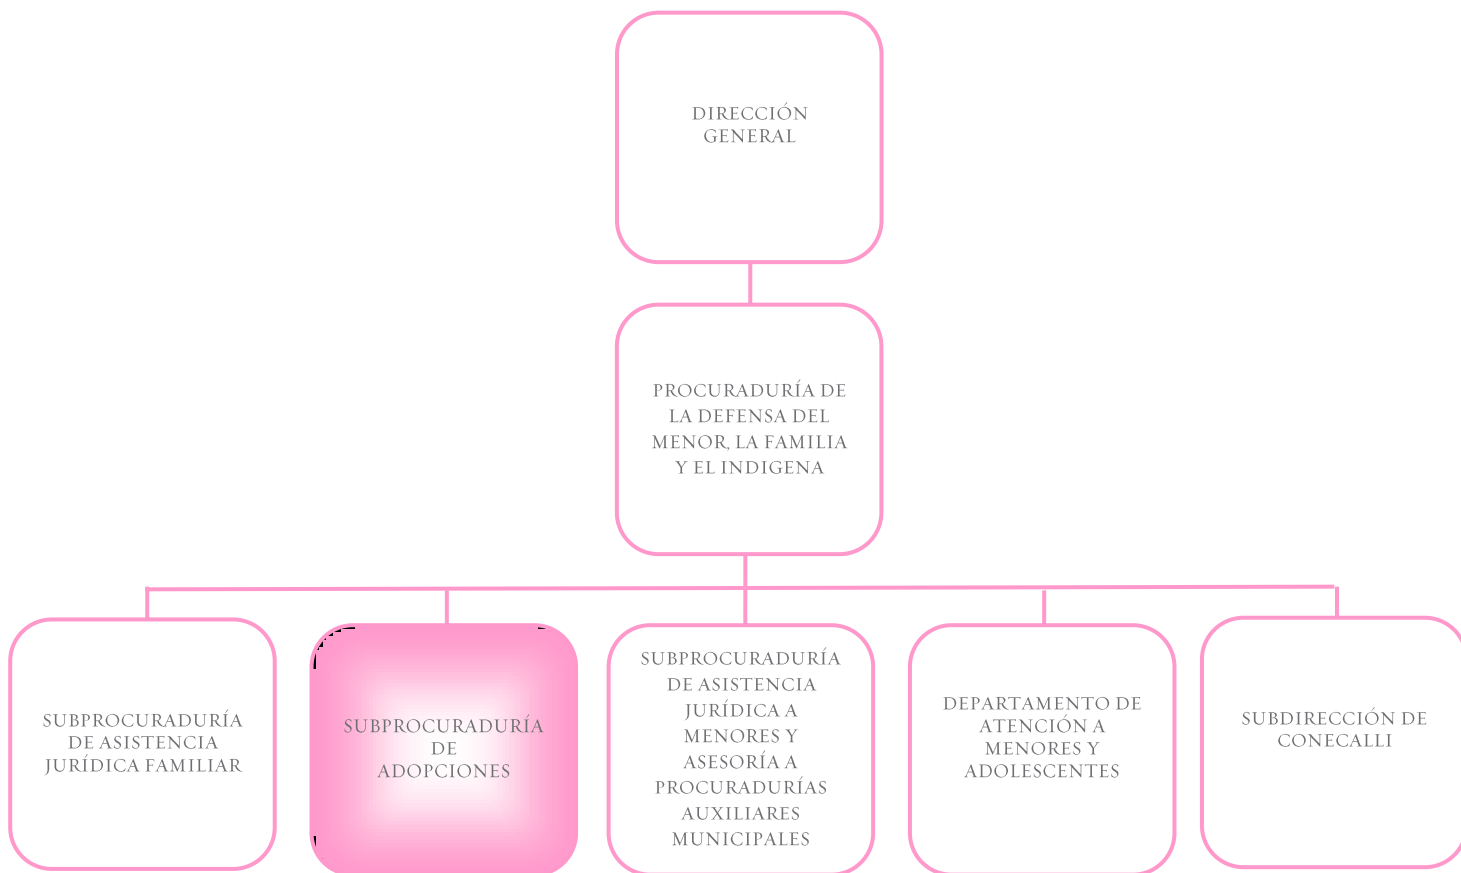 DIRECCIÓN
GENERAL
PROCURADURÍA DE
LA DEFENSA DEL
MENOR, LA FAMILIA
Y EL INDIGENA
SUBPROCURADURÍA
DE ASISTENCIA
JURÍDICA FAMILIAR
SUBPROCURADURÍA
DE
ADOPCIONES
SUBPROCURADURÍA
DE ASISTENCIA
JURÍDICA A
MENORES Y
ASESORÍA A
PROCURADURÍAS
AUXILIARES
MUNICIPALES
DEPARTAMENTO DE
ATENCIÓN A
MENORES Y
ADOLESCENTES
SUBDIRECCIÓN DE
CONECALLI